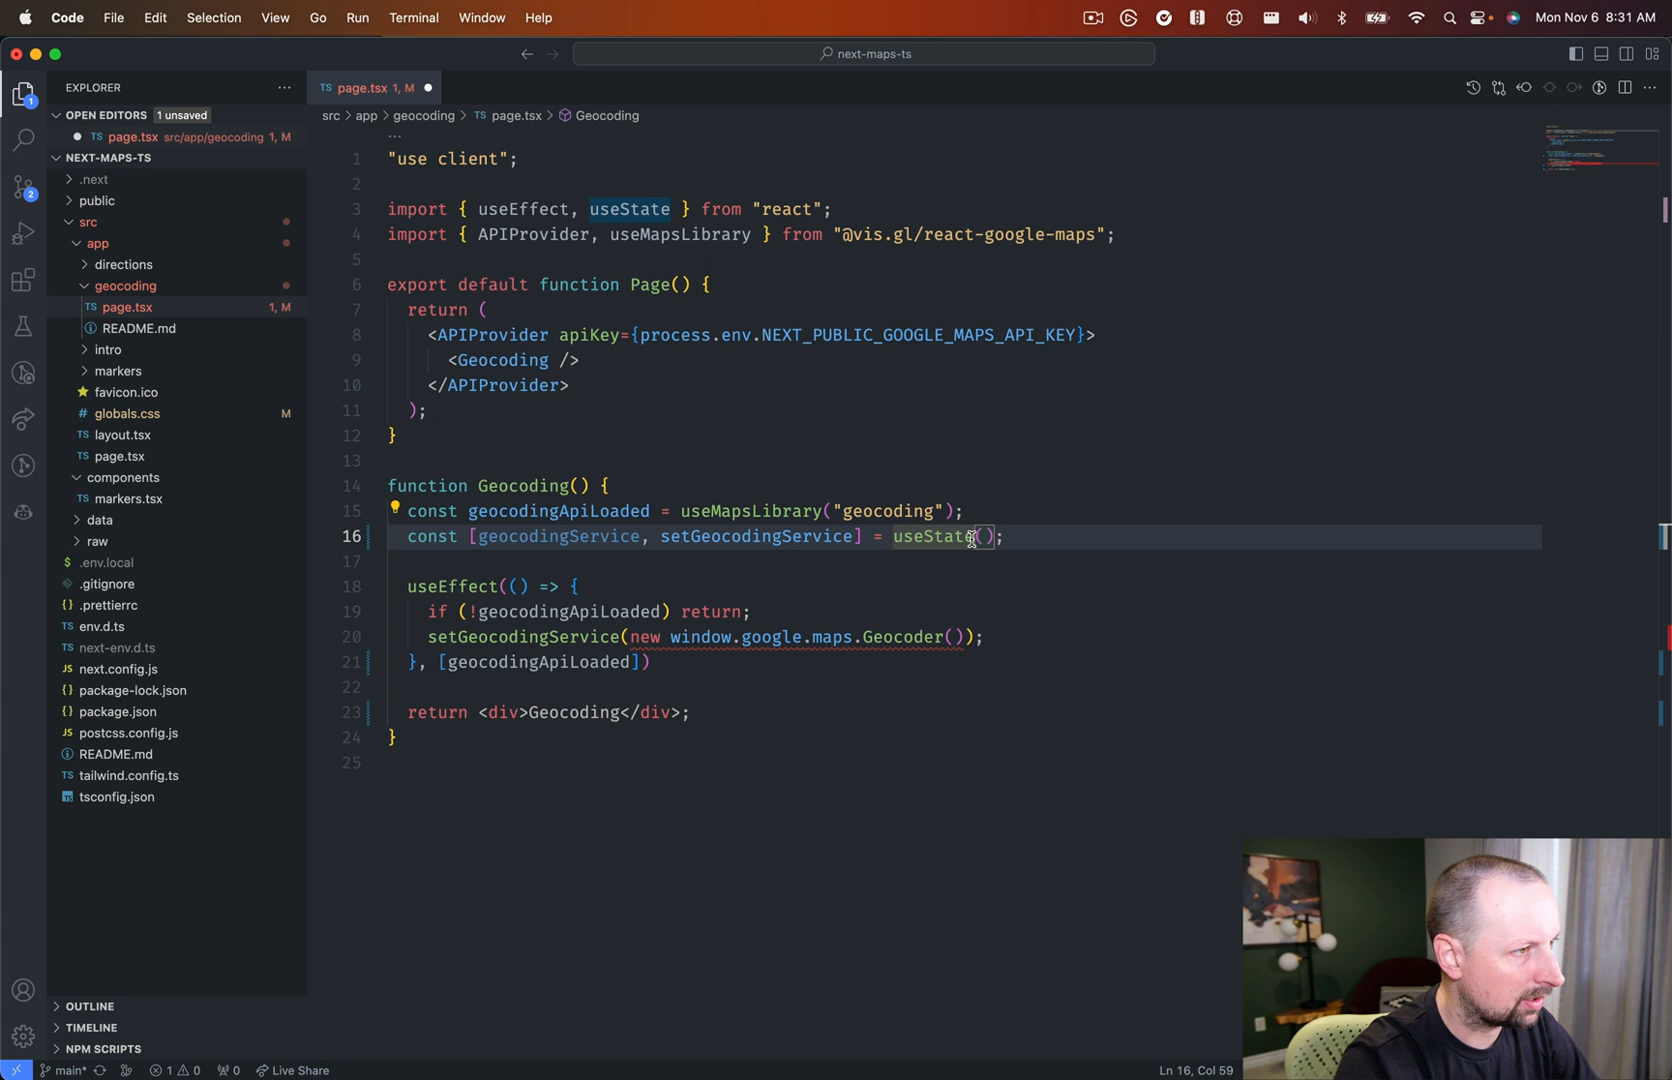 Code File Edit Selection View Go Run Terminal Window Help Mon Nov 6 8:31 AM
next-maps-ts
EXPLORER
OPEN EDITORS 1 unsaved
TS page.tsx src/app/geocoding 1, M
NEXT-MAPS-TS
.next
public
src
app
directions
geocoding
TS page.tsx 1, M
README.md
intro
markers
favicon.ico
# globals.css M
TS layout.tsx
TS page.tsx
components
TS markers.tsx
data
raw
.env.local
.gitignore
{} .prettierrc
TS env.d.ts
TS next-env.d.ts
JS next.config.js
{} package-lock.json
{} package.json
JS postcss.config.js
README.md
TS tailwind.config.ts
tsconfig.json
OUTLINE
TIMELINE
NPM SCRIPTS
1
2
TS page.tsx 1, M
src > app > geocoding > TS page.tsx > Geocoding
...
1 "use client";
2
3 import { useEffect, useState } from "react";
4 import { APIProvider, useMapsLibrary } from "@vis.gl/react-google-maps";
5
6 export default function Page() {
7 return (
8 <APIProvider apiKey={process.env.NEXT_PUBLIC_GOOGLE_MAPS_API_KEY}>
9 <Geocoding />
10 </APIProvider>
11 );
12 }
13
14 function Geocoding() {
15 const geocodingApiLoaded = useMapsLibrary("geocoding");
16 const [geocodingService, setGeocodingService] = useState();
17
18 useEffect(() => {
19 if (!geocodingApiLoaded) return;
20 setGeocodingService(new window.google.maps.Geocoder());
21 }, [geocodingApiLoaded])
22
23 return <div>Geocoding</div>;
24 }
25
main* 1 0 0 Live Share Ln 16, Col 59